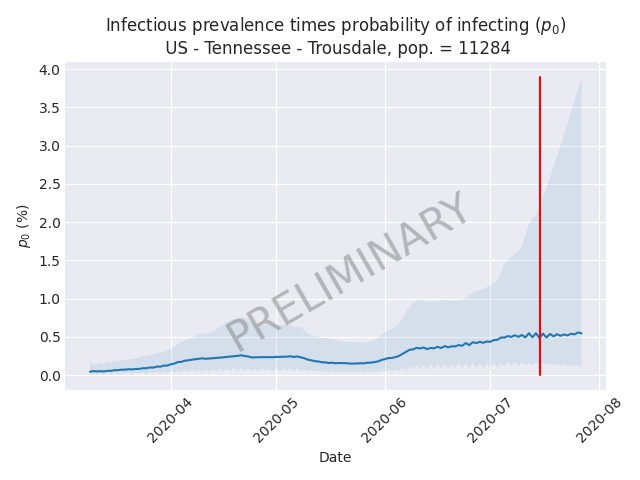 Infectious prevalence times probability of infecting (p₀)
US - Tennessee - Trousdale, pop. = 11284
4.0
3.5
3.0
2.5
2.0
1.5
1.0
0.5
0.0
p₀ (%)
PRELIMINARY
2020-04
2020-05
2020-06
2020-07
2020-08
Date